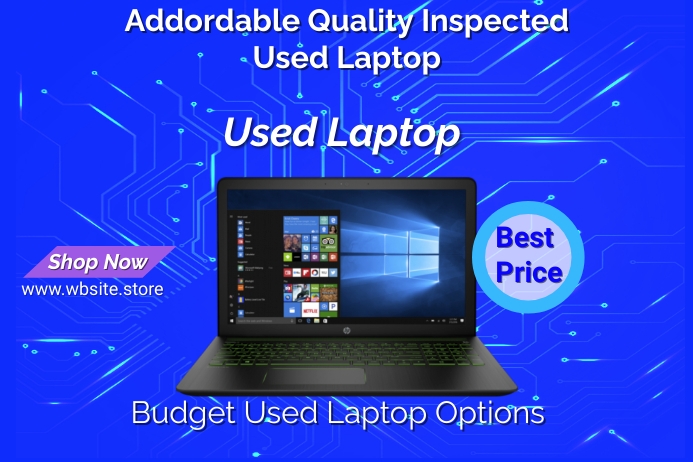 Addordable Quality Inspected
Used Laptop
Used Laptop
Best
Price
Shop Now
www.wbsite.store
NETFLIX
hp
Budget Used Laptop Options